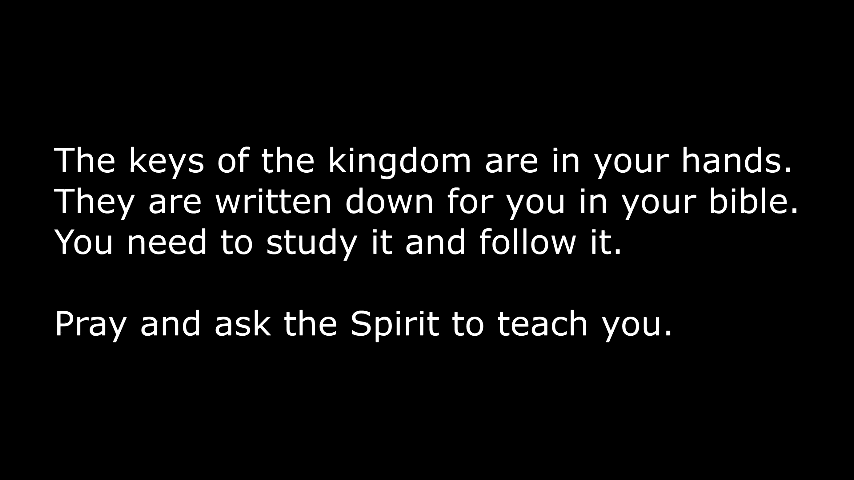 The keys of the kingdom are in your hands.
They are written down for you in your bible.
You need to study it and follow it.
Pray and ask the Spirit to teach you.